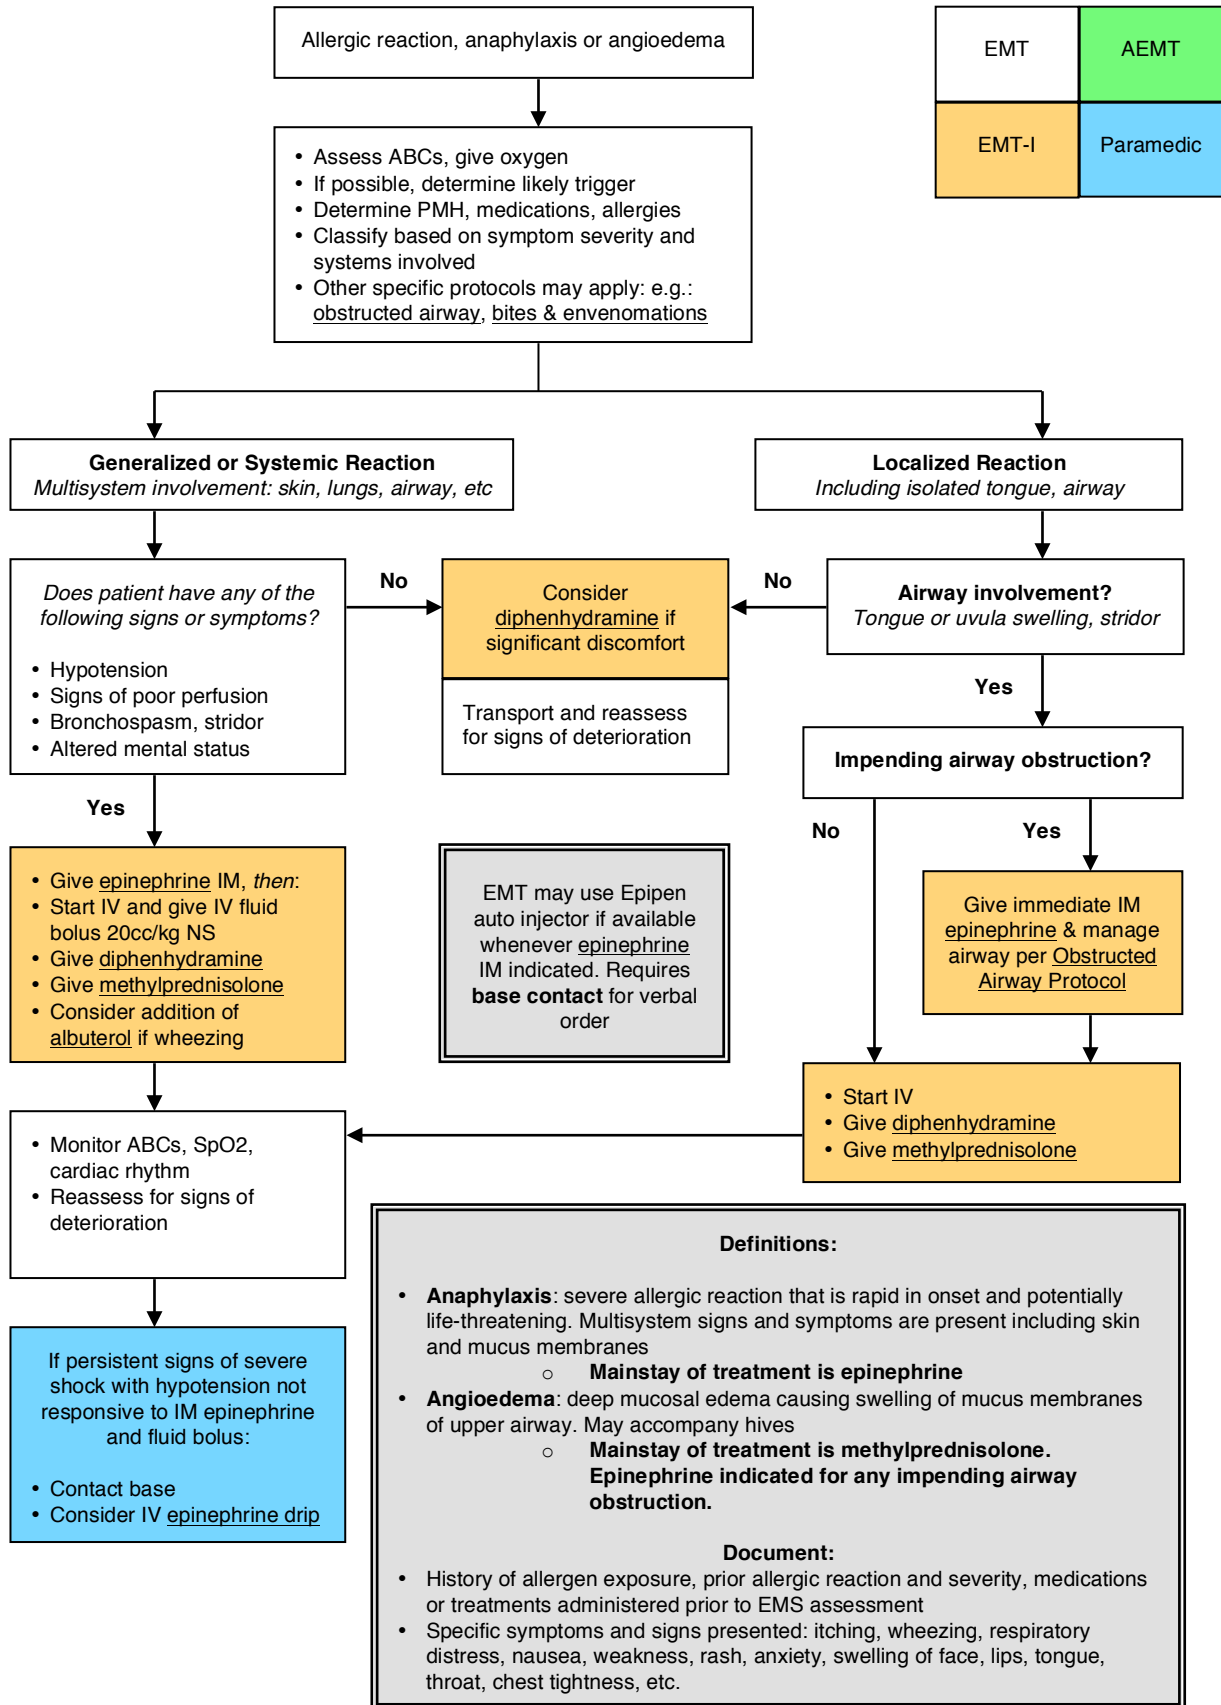 Allergic reaction, anaphylaxis or angioedema
EMT
AEMT
EMT-I
Paramedic
• Assess ABCs, give oxygen
• If possible, determine likely trigger
• Determine PMH, medications, allergies
• Classify based on symptom severity and
systems involved
• Other specific protocols may apply: e.g.:
obstructed airway, bites & envenomations
Generalized or Systemic Reaction
Multisystem involvement: skin, lungs, airway, etc
Localized Reaction
Including isolated tongue, airway
Does patient have any of the
following signs or symptoms?
• Hypotension
• Signs of poor perfusion
• Bronchospasm, stridor
• Altered mental status
No
Consider
diphenhydramine if
significant discomfort
Transport and reassess
for signs of deterioration
No
Airway involvement?
Tongue or uvula swelling, stridor
Yes
Impending airway obstruction?
Yes
No
Yes
• Give epinephrine IM, then:
• Start IV and give IV fluid
bolus 20cc/kg NS
• Give diphenhydramine
• Give methylprednisolone
• Consider addition of
albuterol if wheezing
EMT may use Epipen
auto injector if available
whenever epinephrine
IM indicated. Requires
base contact for verbal
order
Give immediate IM
epinephrine & manage
airway per Obstructed
Airway Protocol
• Start IV
• Give diphenhydramine
• Give methylprednisolone
• Monitor ABCs, SpO2,
cardiac rhythm
• Reassess for signs of
deterioration
If persistent signs of severe
shock with hypotension not
responsive to IM epinephrine
and fluid bolus:
• Contact base
• Consider IV epinephrine drip
Definitions:
• Anaphylaxis: severe allergic reaction that is rapid in onset and potentially
life-threatening. Multisystem signs and symptoms are present including skin
and mucus membranes
o Mainstay of treatment is epinephrine
• Angioedema: deep mucosal edema causing swelling of mucus membranes
of upper airway. May accompany hives
o Mainstay of treatment is methylprednisolone.
Epinephrine indicated for any impending airway
obstruction.
Document:
• History of allergen exposure, prior allergic reaction and severity, medications
or treatments administered prior to EMS assessment
• Specific symptoms and signs presented: itching, wheezing, respiratory
distress, nausea, weakness, rash, anxiety, swelling of face, lips, tongue,
throat, chest tightness, etc.